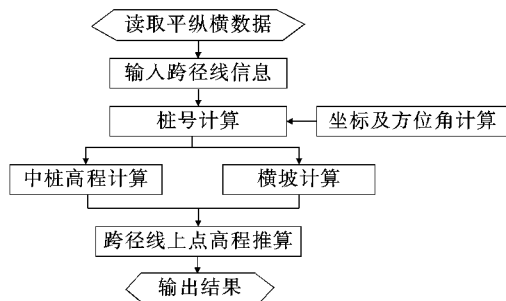 读取平纵横数据
输入跨径线信息
桩号计算
坐标及方位角计算
中桩高程计算
横坡计算
跨径线上点高程推算
输出结果